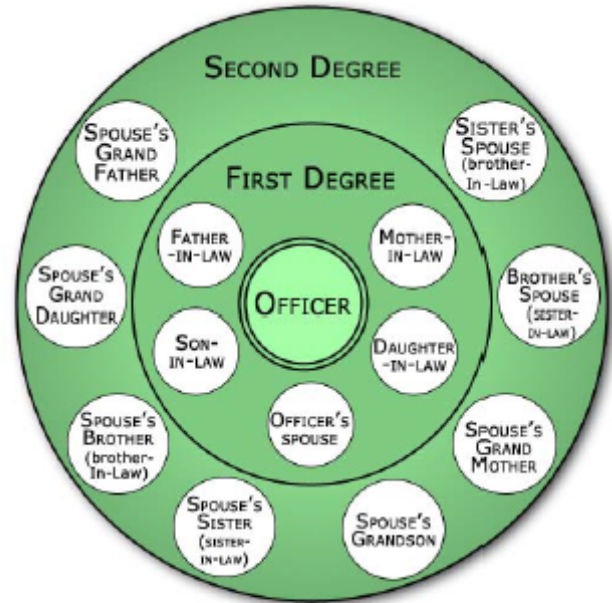 SECOND DEGREE
SPOUSE'S
GRAND
FATHER
SISTER'S
SPOUSE
(brother-
In-Law)
FIRST DEGREE
FATHER
-IN-LAW
MOTHER-
IN-LAW
SPOUSE'S
GRAND
DAUGHTER
OFFICER
BROTHER'S
SPOUSE
(SISTER-
IN-LAW)
SON-
IN-LAW
DAUGHTER
-IN-LAW
OFFICER'S
SPOUSE
SPOUSE'S
BROTHER
(brother-
In-Law)
SPOUSE'S
GRAND
MOTHER
SPOUSE'S
SISTER
(SISTER-
IN-LAW)
SPOUSE'S
GRANDSON